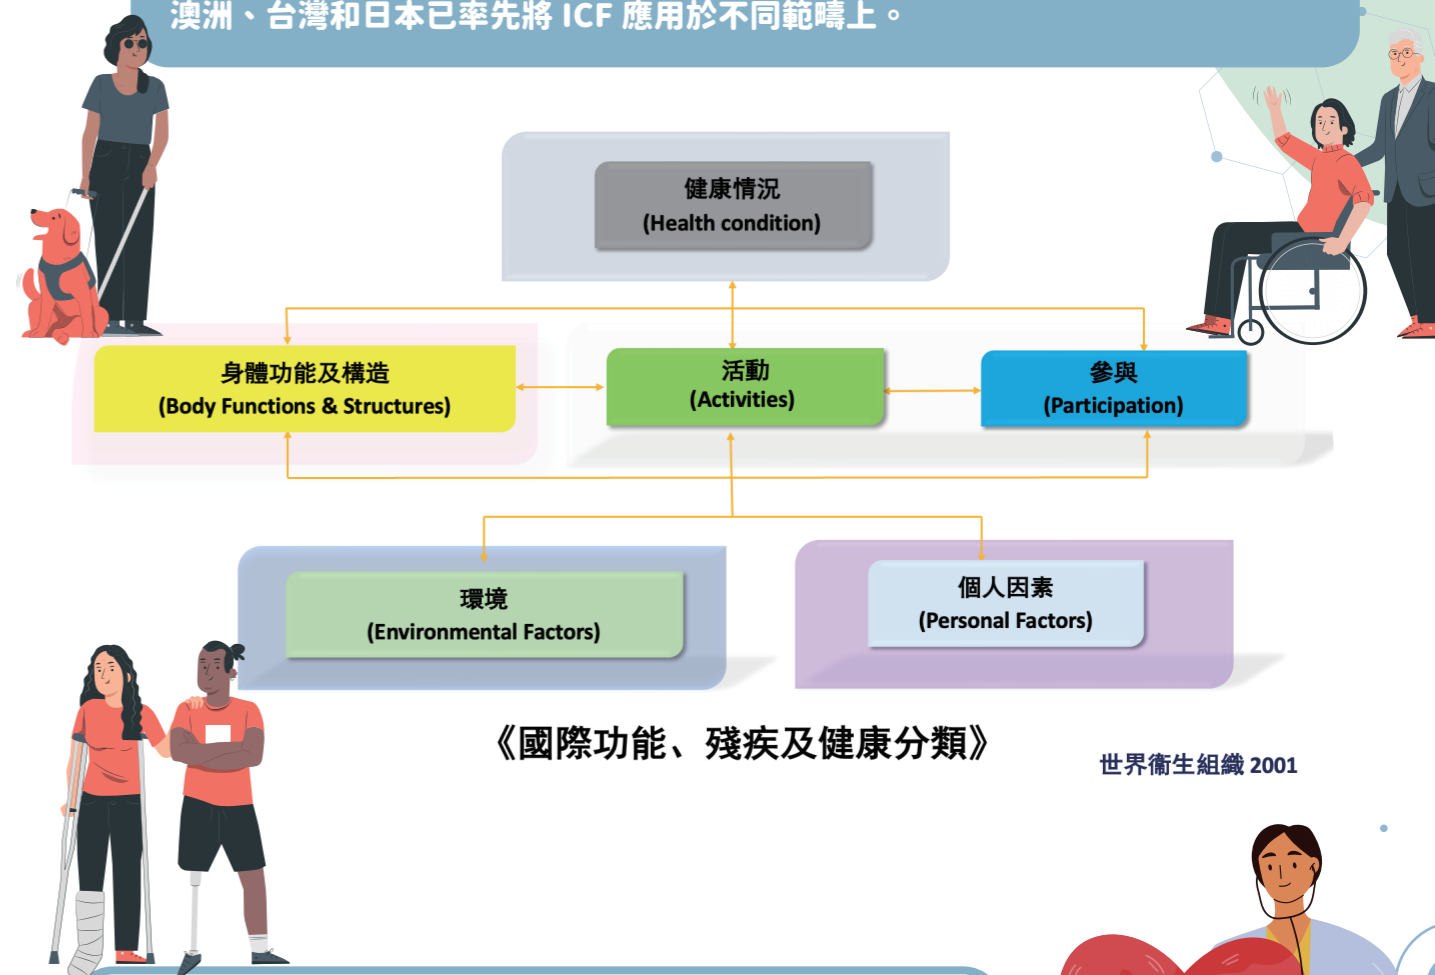 澳洲、台灣和日本已率先將 ICF 應用於不同範疇上。
健康情況
(Health condition)
身體功能及構造
(Body Functions & Structures)
活動
(Activities)
參與
(Participation)
環境
(Environmental Factors)
個人因素
(Personal Factors)
《國際功能、殘疾及健康分類》
世界衞生組織 2001